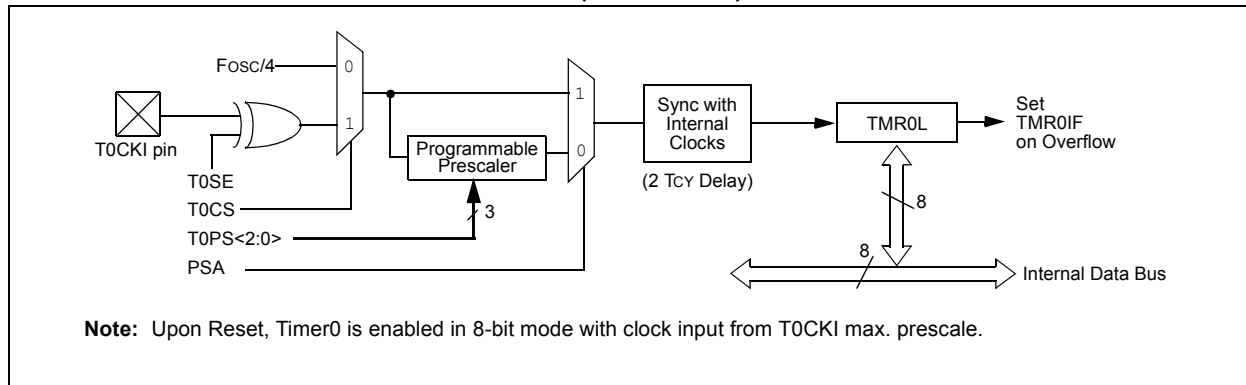 Fosc/4
0
1
T0CKI pin
T0SE
T0CS
T0PS<2:0>
PSA
Programmable
Prescaler
3
1
0
Sync with
Internal
Clocks
(2 TCY Delay)
TMR0L
Set
TMR0IF
on Overflow
8
8
Internal Data Bus
Note: Upon Reset, Timer0 is enabled in 8-bit mode with clock input from T0CKI max. prescale.